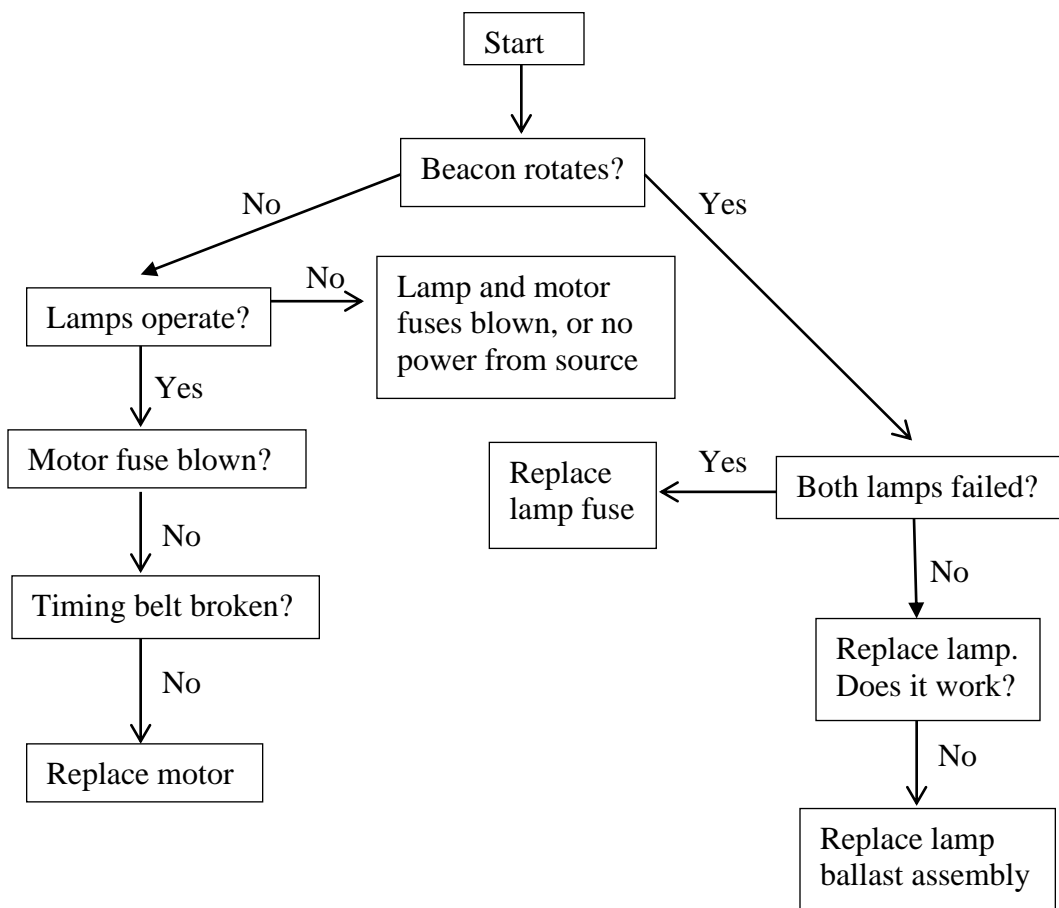 Start
Beacon rotates?
No
Yes
Lamps operate?
No
Lamp and motor
fuses blown, or no
power from source
Yes
Motor fuse blown?
Yes
Replace
lamp fuse
Both lamps failed?
No
No
Timing belt broken?
Replace lamp.
Does it work?
No
Replace motor
No
Replace lamp
ballast assembly